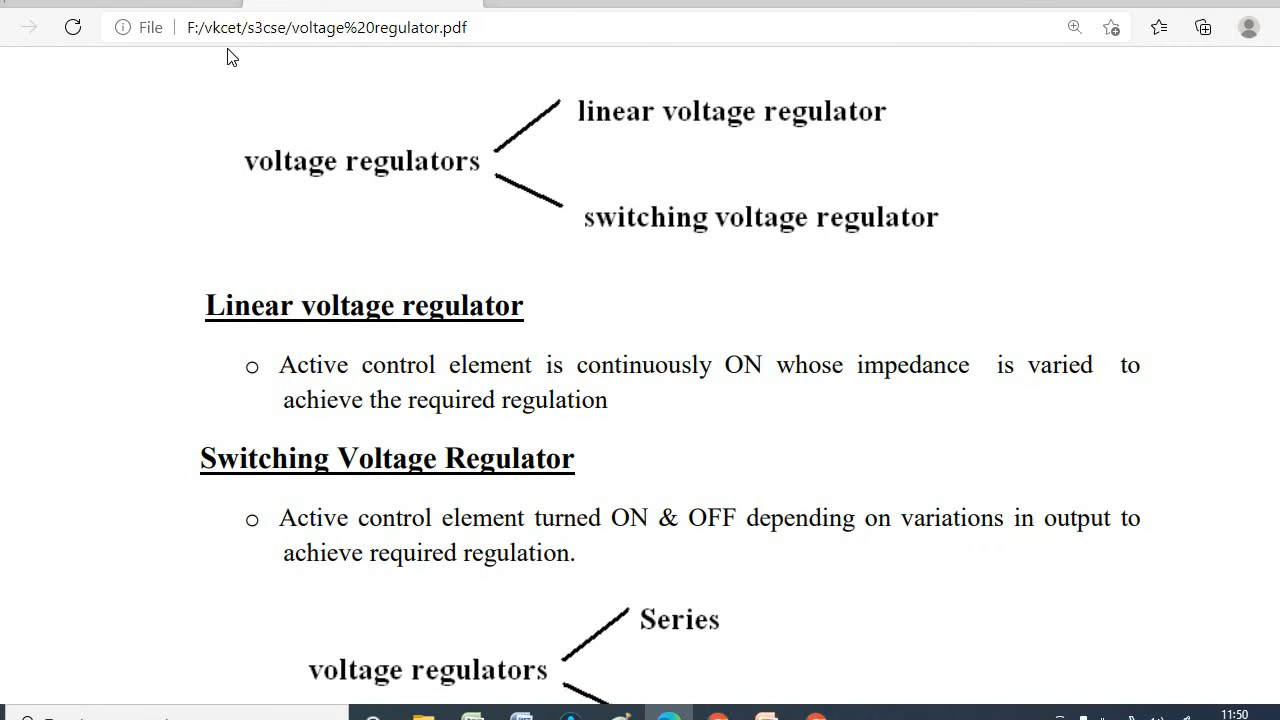 File F:/vkcet/s3cse/voltage%20regulator.pdf
linear voltage regulator
voltage regulators
switching voltage regulator
Linear voltage regulator
o Active control element is continuously ON whose impedance is varied to
achieve the required regulation
Switching Voltage Regulator
o Active control element turned ON & OFF depending on variations in output to
achieve required regulation.
Series
voltage regulators
11:50